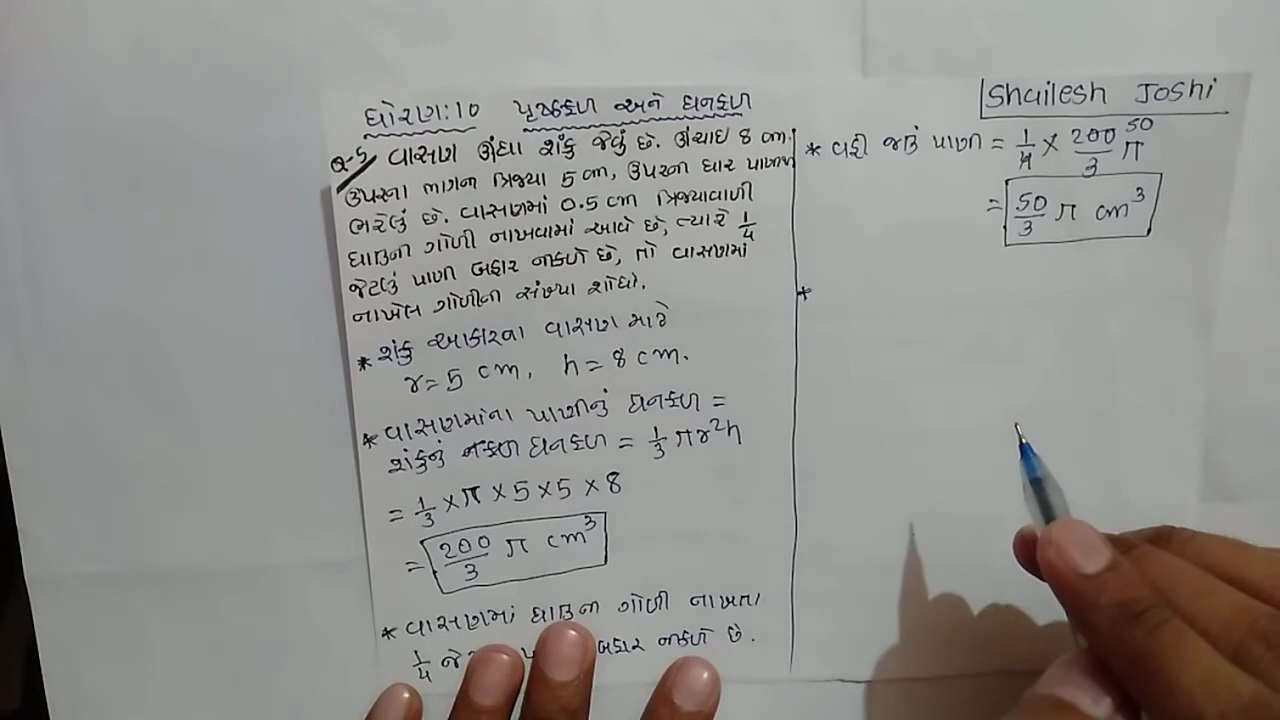 ધોરણ:10 પૃષ્ઠફળ અને ઘનફળ
Q-5 વાસણ ઊંધા શંકુ જેવું છે. ઊંચાઈ 8 cm.
ઉપરના ભાગના ત્રિજ્યા 5 cm, ઉપરની ધાર
ભરેલું છે. વાસણમાં 0.5 cm ત્રિજ્યાવાળી
ધાતુની ગોળી નાખવામાં આવે છે, ત્યારે 1/4
જેટલું પાણી બહાર નીકળે છે, તો વાસણમાં
નાખેલ ગોળીની સંખ્યા શોધો.
* શંકુ આકારના વાસણ માટે
r = 5 cm, h = 8 cm.
* વાસણમાંના પાણીનું ઘનફળ =
શંકુનું ઘનફળ = 1/3 πr²h
= 1/3 × π × 5 × 5 × 8
= 200/3 π cm³
* વાસણમાં ધાતુની ગોળી નાખતા
1/4 બહાર નીકળે છે.
Shailesh Joshi
* વહી જતું પાણી = 1/4 × 200/3 π 50
= 50/3 π cm³
*